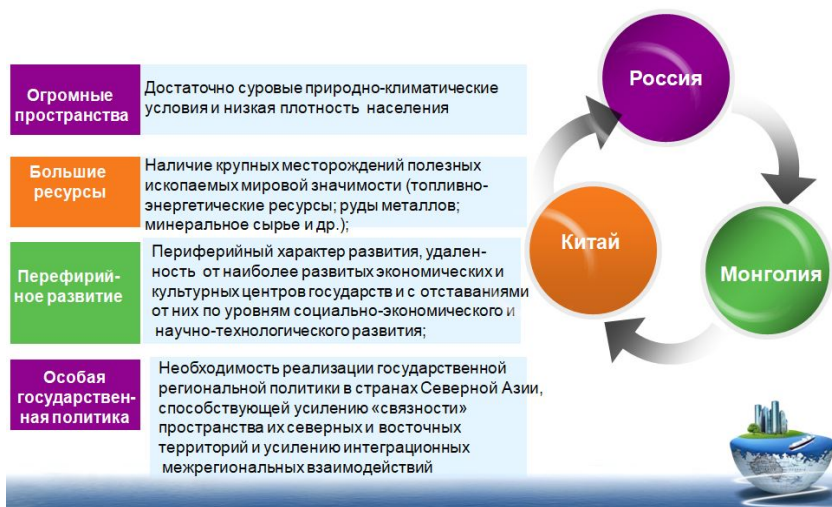 Огромные
пространства
Достаточно суровые природно-климатические
условия и низкая плотность населения
Большие
ресурсы
Наличие крупных месторождений полезных
ископаемых мировой значимости (топливно-
энергетические ресурсы; руды металлов;
минеральное сырье и др.);
Перефирий-
ное развитие
Периферийный характер развития, удален-
ность от наиболее развитых экономических и
культурных центров государств и с отставаниями
от них по уровням социально-экономического и
научно-технологического развития;
Особая
государствен-
ная политика
Необходимость реализации государственной
региональной политики в странах Северной Азии,
способствующей усилению «связности»
пространства их северных и восточных
территорий и усилению интеграционных
межрегиональных взаимодействий
Россия
Китай
Монголия